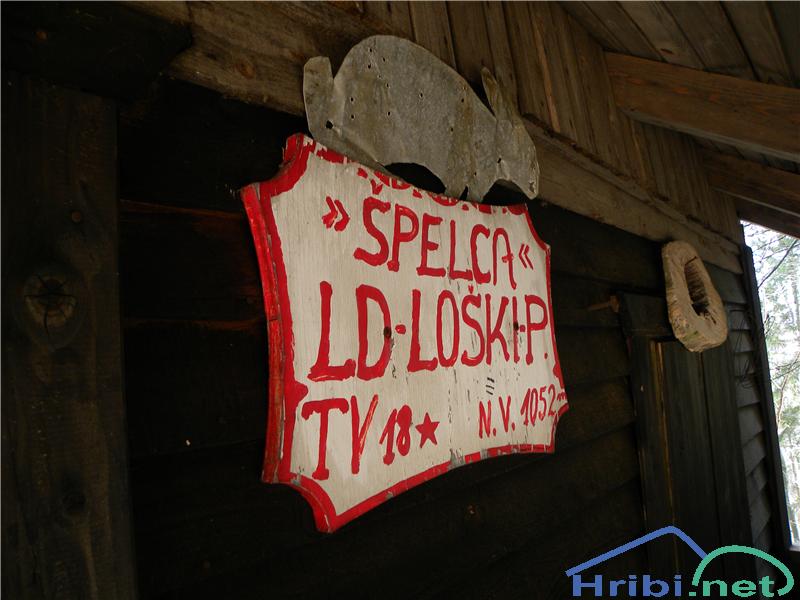 »ŠPELCA«
LD-LOŠKI-P.
TV 18★ N.V. 1052m
Hribi.net